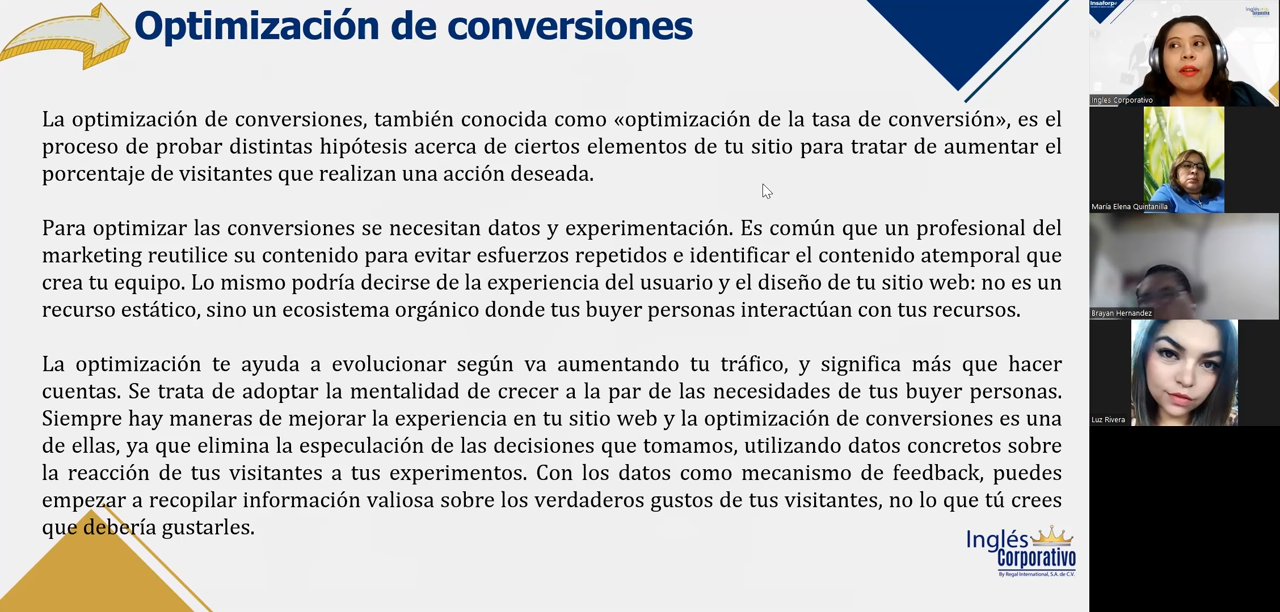 Optimización de conversiones
La optimización de conversiones, también conocida como «optimización de la tasa de conversión», es el
proceso de probar distintas hipótesis acerca de ciertos elementos de tu sitio para tratar de aumentar el
porcentaje de visitantes que realizan una acción deseada.
Para optimizar las conversiones se necesitan datos y experimentación. Es común que un profesional del
marketing reutilice su contenido para evitar esfuerzos repetidos e identificar el contenido atemporal que
crea tu equipo. Lo mismo podría decirse de la experiencia del usuario y el diseño de tu sitio web: no es un
recurso estático, sino un ecosistema orgánico donde tus buyer personas interactúan con tus recursos.
La optimización te ayuda a evolucionar según va aumentando tu tráfico, y significa más que hacer
cuentas. Se trata de adoptar la mentalidad de crecer a la par de las necesidades de tus buyer personas.
Siempre hay maneras de mejorar la experiencia en tu sitio web y la optimización de conversiones es una
de ellas, ya que elimina la especulación de las decisiones que tomamos, utilizando datos concretos sobre
la reacción de tus visitantes a tus experimentos. Con los datos como mecanismo de feedback, puedes
empezar a recopilar información valiosa sobre los verdaderos gustos de tus visitantes, no lo que tú crees
que debería gustarles.
Inglés
Corporativo
By Regal International, S.A. de C.V.
Insaforp
Inglés
Corporativo
Ingles Corporativo
María Elena Quintanilla
Brayan Hernandez
Luz Rivera